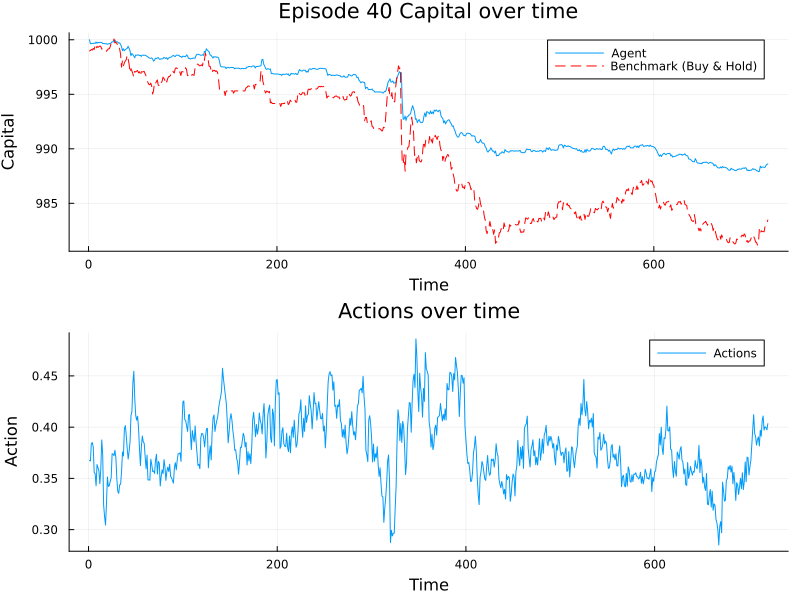 Episode 40 Capital over time
1000
995
990
985
Capital
0
200
400
600
Time
Agent
Benchmark (Buy & Hold)
Actions over time
0.45
0.40
0.35
0.30
Action
0
200
400
600
Time
Actions